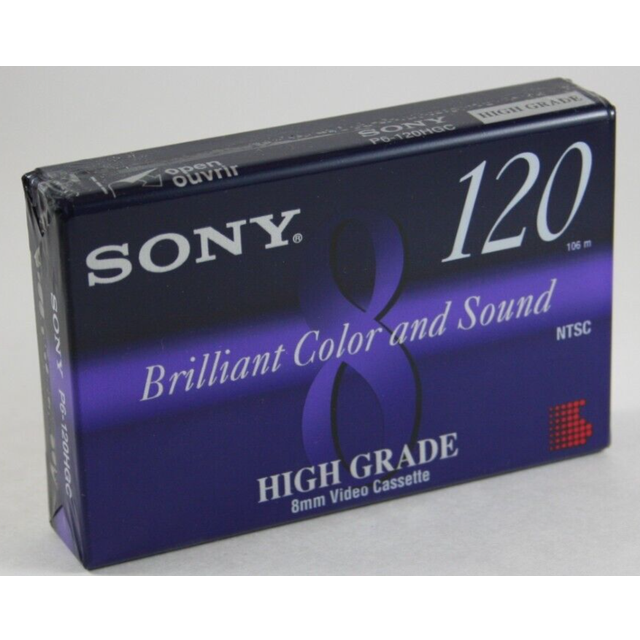 open
ouvrir
SONY
P6-120HGC
HIGH GRADE
SONY®
120
106 m
8
Brilliant Color and Sound
NTSC
HIGH GRADE
8mm Video Cassette
SONY P6-120HGC